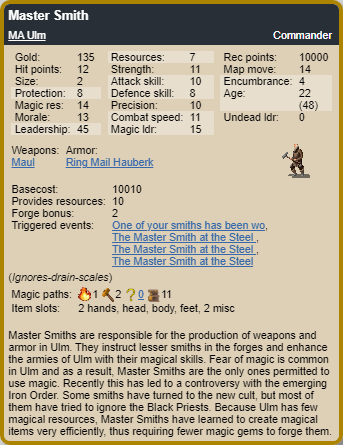 Master Smith
MA Ulm Commander
Gold: 135 Resources: 7 Rec points: 10000
Hit points: 12 Strength: 11 Map move: 14
Size: 2 Attack skill: 10 Encumbrance: 4
Protection: 8 Defence skill: 8 Age: 22
Magic res: 14 Precision: 10 (48)
Morale: 13 Combat speed: 11 Undead ldr: 0
Leadership: 45 Magic ldr: 15
Weapons: Armor:
Maul Ring Mail Hauberk
Basecost: 10010
Provides resources: 10
Forge bonus: 2
Triggered events: One of your smiths has been wo,
The Master Smith at the Steel ,
The Master Smith at the Steel ,
The Master Smith at the Steel
(Ignores-drain-scales)
Magic paths: 1 2 ?0 11
Item slots: 2 hands, head, body, feet, 2 misc
Master Smiths are responsible for the production of weapons and
armor in Ulm. They instruct lesser smiths in the forges and enhance
the armies of Ulm with their magical skills. Fear of magic is common
in Ulm and as a result, Master Smiths are the only ones permitted to
use magic. Recently this has led to a controversy with the emerging
Iron Order. Some smiths have turned to the new cult, but most of
them have tried to ignore the Black Priests. Because Ulm has few
magical resources, Master Smiths have learned to create magical
items very efficiently, thus requiring fewer magic gems to forge them.